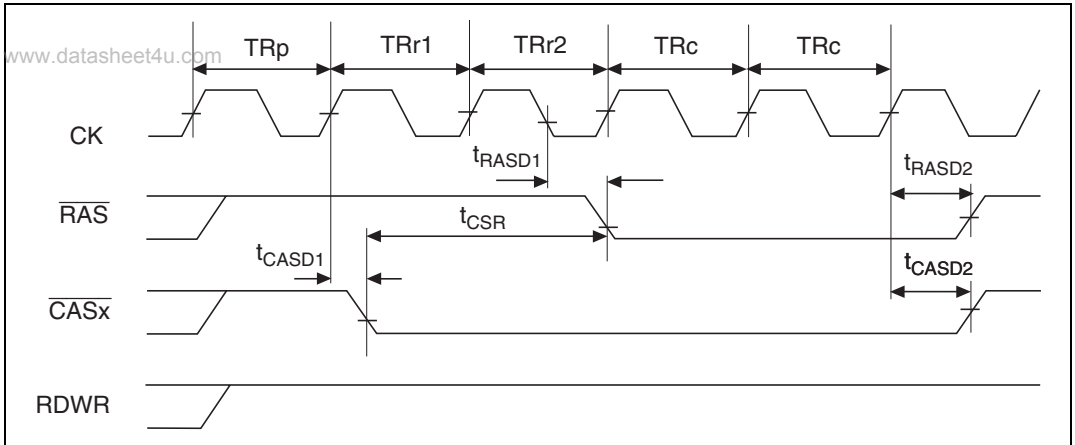 www.datasheet4u.com
TRp TRr1 TRr2 TRc TRc
CK
tRASD1
tRASD2
RAS
tCSR
tCASD1
tCASD2
CASx
RDWR